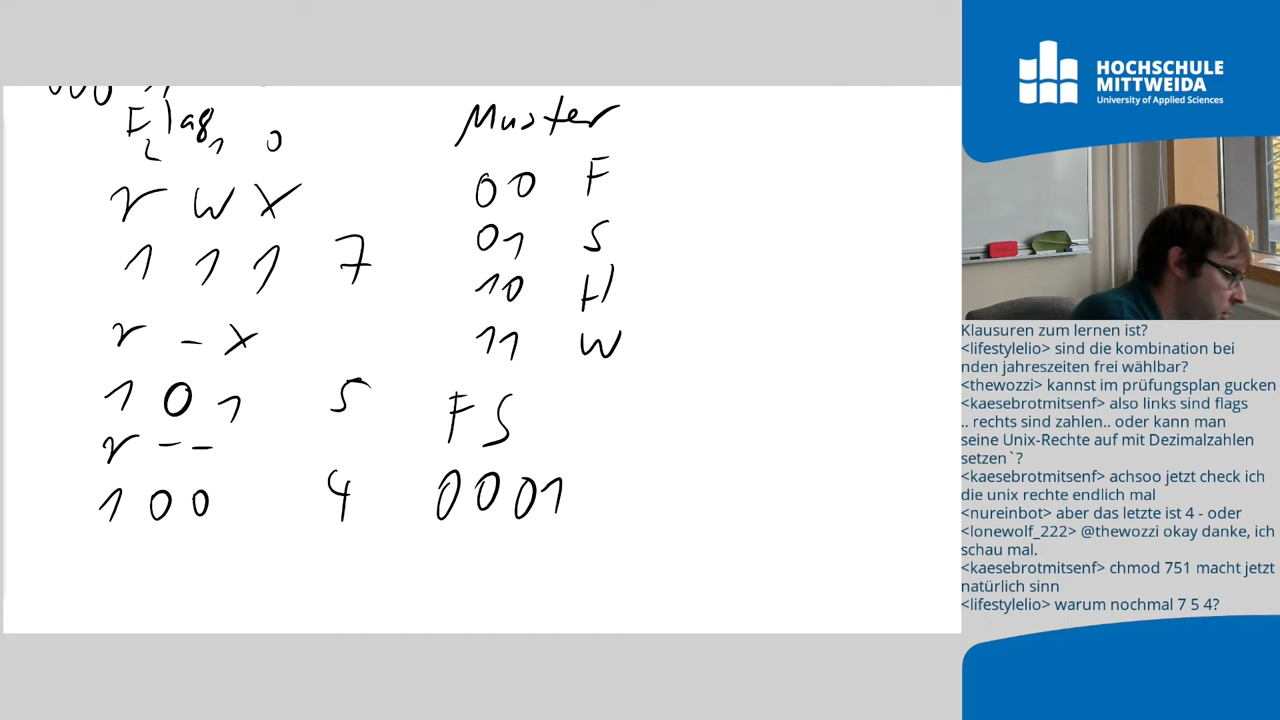 000
Flag
2 1 0
r w x
1 1 1 7
r - x
1 0 1 5
r - -
1 0 0 4
Muster
00 F
01 S
10 H
11 W
FS
0001
HOCHSCHULE
MITTWEIDA
University of Applied Sciences
Klausuren zum lernen ist?
<lifestylelio> sind die kombination bei
nden jahreszeiten frei wählbar?
<thewozzi> kannst im prüfungsplan gucken
<kaesebrotmitsenf> also links sind flags
.. rechts sind zahlen.. oder kann man
seine Unix-Rechte auf mit Dezimalzahlen
setzen`?
<kaesebrotmitsenf> achsoo jetzt check ich
die unix rechte endlich mal
<nureinbot> aber das letzte ist 4 - oder
<lonewolf_222> @thewozzi okay danke, ich
schau mal.
<kaesebrotmitsenf> chmod 751 macht jetzt
natürlich sinn
<lifestylelio> warum nochmal 7 5 4?